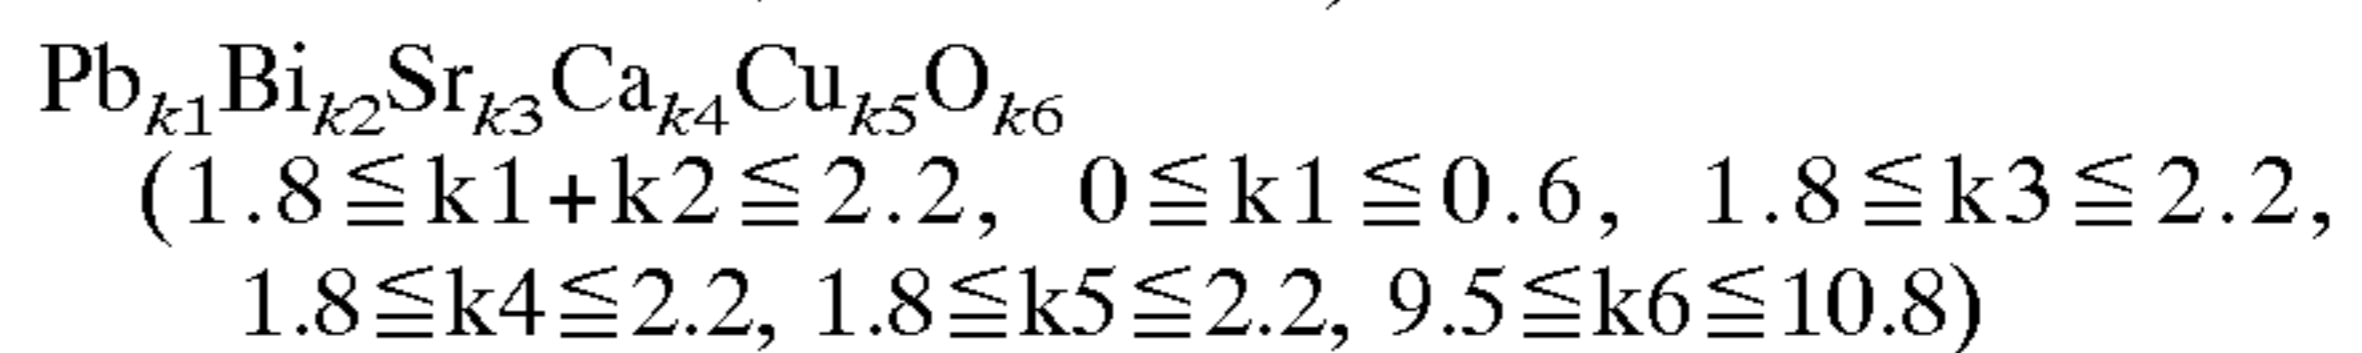 Pb_{k1}Bi_{k2}Sr_{k3}Ca_{k4}Cu_{k5}O_{k6}
(1.8≦k1+k2≦2.2, 0≦k1≦0.6, 1.8≦k3≦2.2,
1.8≦k4≦2.2, 1.8≦k5≦2.2, 9.5≦k6≦10.8)